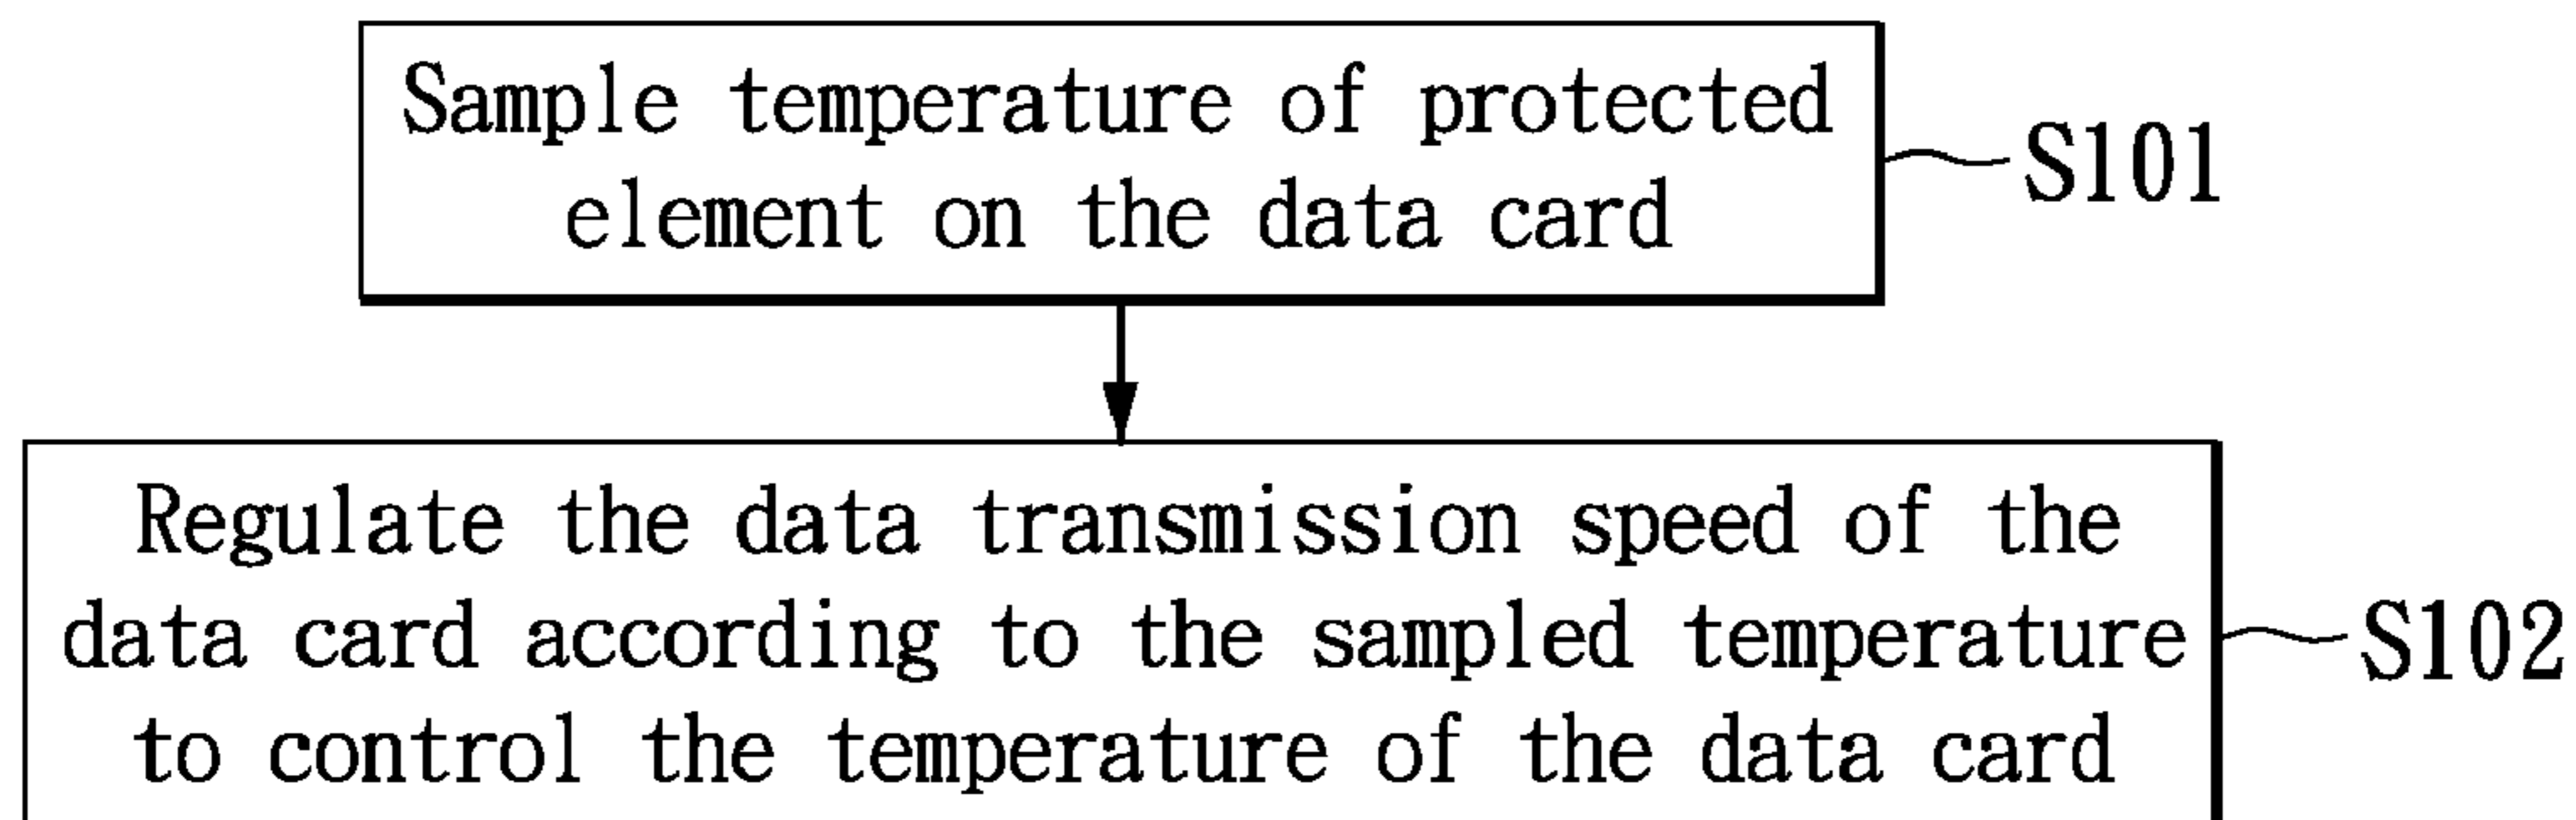 Sample temperature of protected
element on the data card
S101
Regulate the data transmission speed of the
data card according to the sampled temperature
to control the temperature of the data card
S102